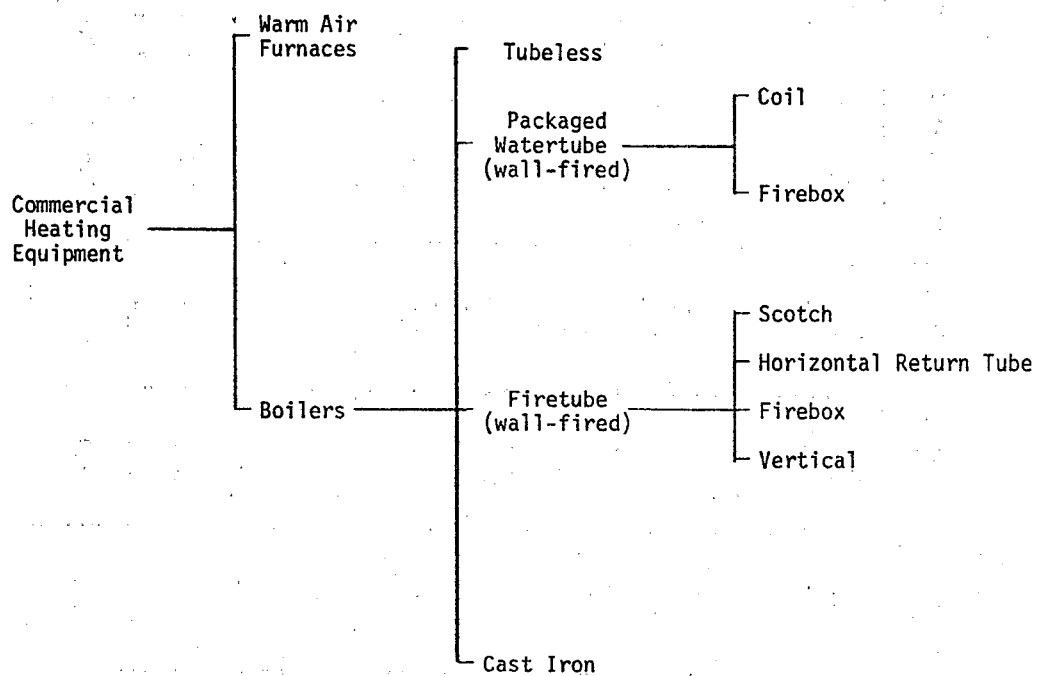 Commercial
Heating
Equipment
Warm Air
Furnaces
Boilers
Tubeless
Packaged
Watertube
(wall-fired)
Firetube
(wall-fired)
Cast Iron
Coil
Firebox
Scotch
Horizontal Return Tube
Firebox
Vertical